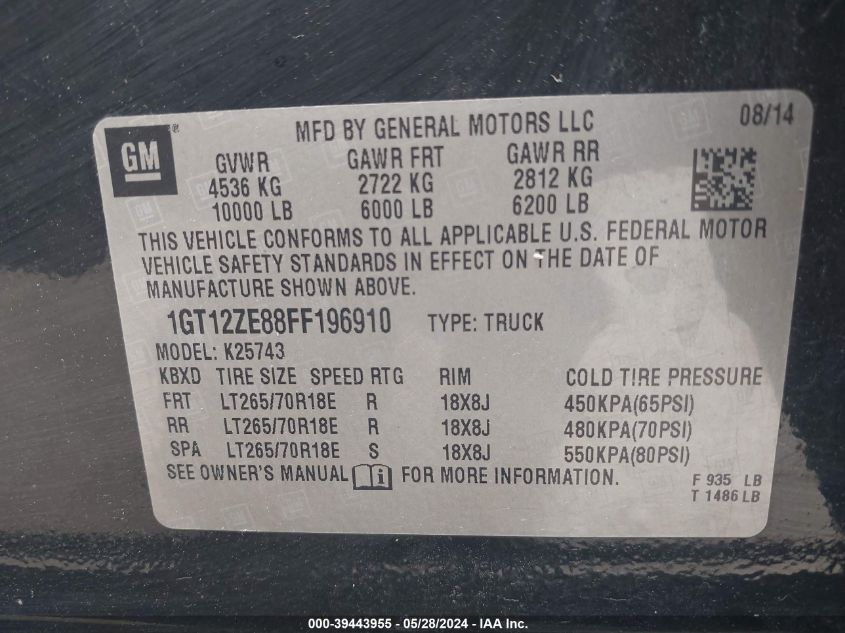 08/14
GM®
MFD BY GENERAL MOTORS LLC
GVWR GAWR FRT GAWR RR
4536 KG 2722 KG 2812 KG
10000 LB 6000 LB 6200 LB
THIS VEHICLE CONFORMS TO ALL APPLICABLE U.S. FEDERAL MOTOR
VEHICLE SAFETY STANDARDS IN EFFECT ON THE DATE OF
MANUFACTURE SHOWN ABOVE.
1GT12ZE88FF196910 TYPE: TRUCK
MODEL: K25743
KBXD TIRE SIZE SPEED RTG RIM COLD TIRE PRESSURE
FRT LT265/70R18E R 18X8J 450KPA(65PSI)
RR LT265/70R18E R 18X8J 480KPA(70PSI)
SPA LT265/70R18E S 18X8J 550KPA(80PSI)
SEE OWNER'S MANUAL i FOR MORE INFORMATION.
F 935 LB
T 1486 LB
000-39443955 - 05/28/2024 - IEAI - Copart, Inc.